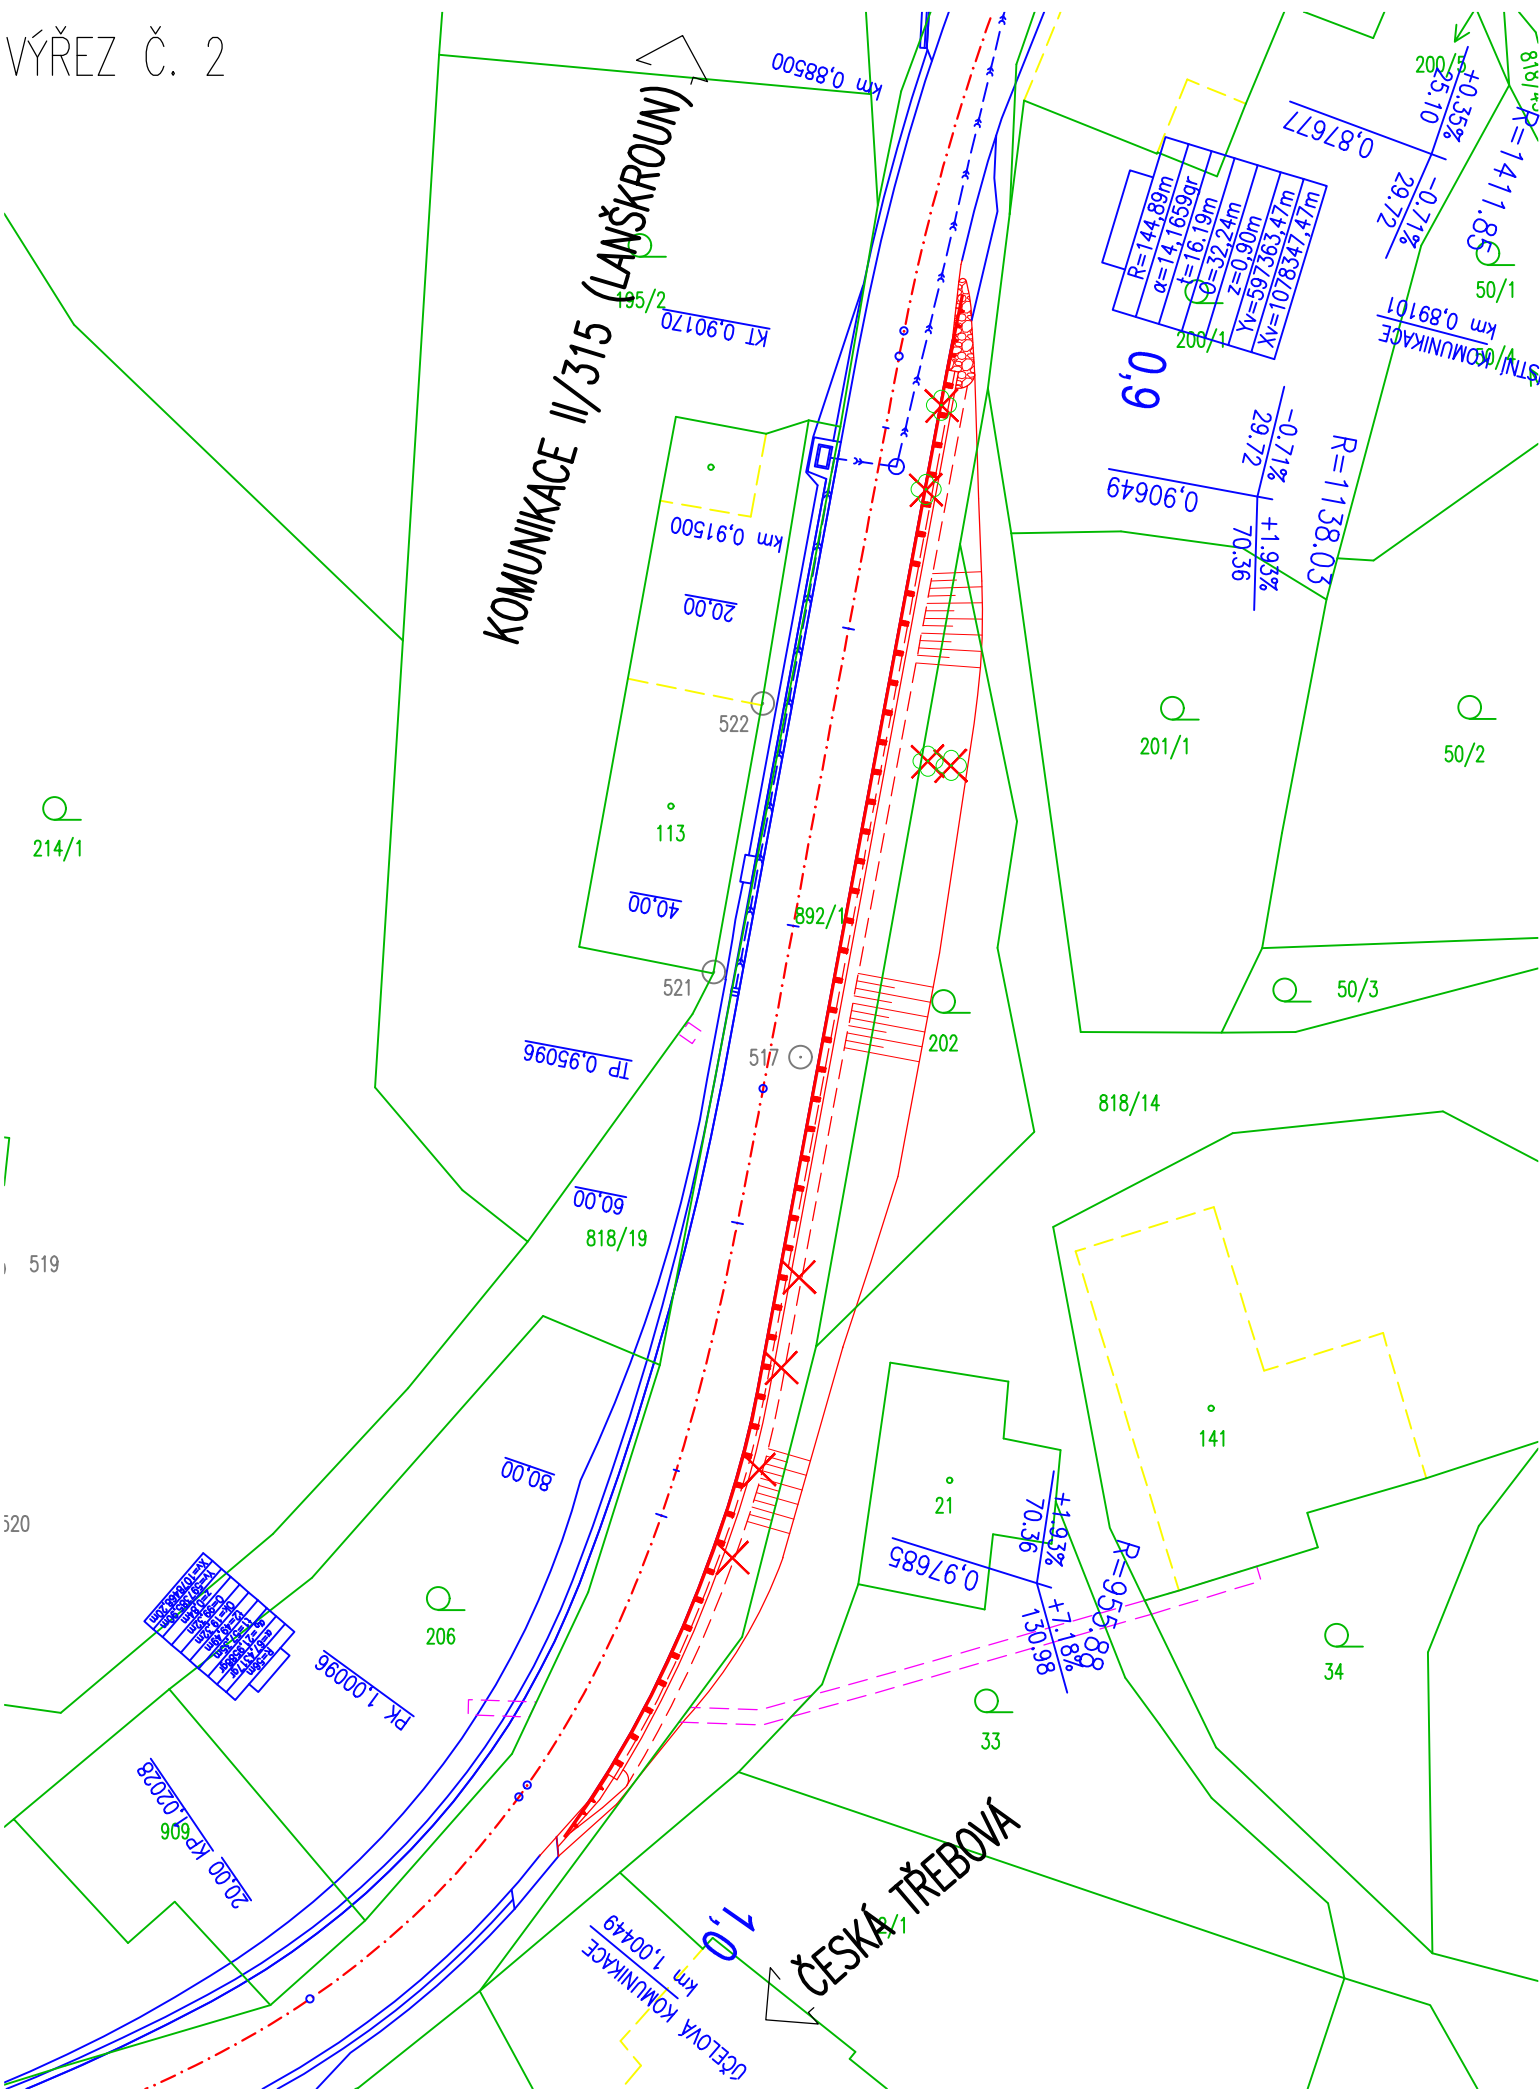 VÝŘEZ Č. 2
km 0,88500
200/5
+0.35%
25.10
0,87677
-0.71%
29.72
R=1411.85
R=144,89m
α=14,1659gr
t=16,19m
O=32,24m
z=0,90m
Yv=597363,47m
Xv=1078347,47m
KOMUNIKACE II/315 (LANŠKROUN)
195/2
KT 0,90170
200/1
50/1
km 0,89101
KOMUNIKACE
50/4
0,9
-0.71%
29.72
0,90649
+1.93%
70.36
R=1138.03
km 0,91500
20,00
522
201/1
50/2
214/1
113
40,00
892/1
521
50/3
TP 0,95096
517
202
818/14
60,00
818/19
519
141
80,00
21
+1.93%
70.36
0,97685
+7.18%
130.98
R=955.88
520
206
PK 1,00096
34
33
20,00 KP 1,02028
909
ČESKÁ TŘEBOVÁ
1,0
km 1,00449
ÚČELOVÁ KOMUNIKACE